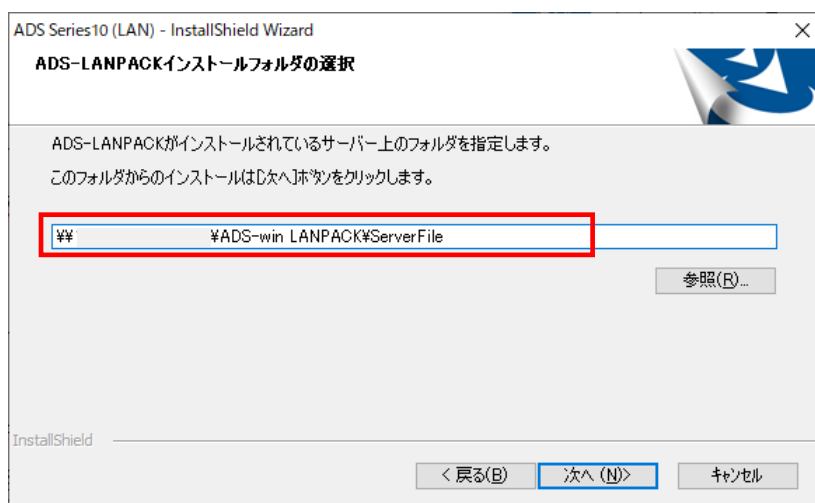 ADS Series10 (LAN) - InstallShield Wizard
ADS-LANPACKインストールフォルダの選択
ADS-LANPACKがインストールされているサーバー上のフォルダを指定します。
このフォルダからのインストールは[次へ]ボタンをクリックします。
¥¥ ¥ADS-win LANPACK¥ServerFile
参照(R)...
InstallShield
< 戻る(B)
次へ (N)>
キャンセル